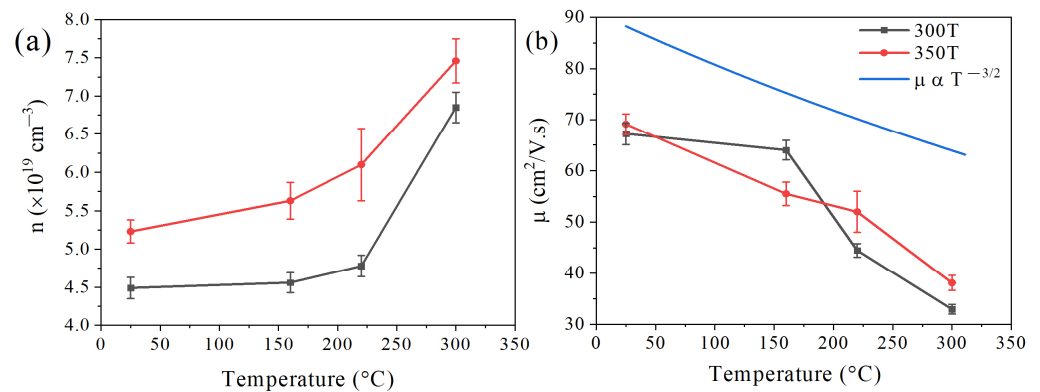 (a)
n (×10¹⁹ cm⁻³)
8.0
7.5
7.0
6.5
6.0
5.5
5.0
4.5
4.0
0 50 100 150 200 250 300 350
Temperature (°C)
(b)
μ (cm²/V.s)
90
80
70
60
50
40
30
300T
350T
μ α T⁻³/²
0 50 100 150 200 250 300 350
Temperature (°C)